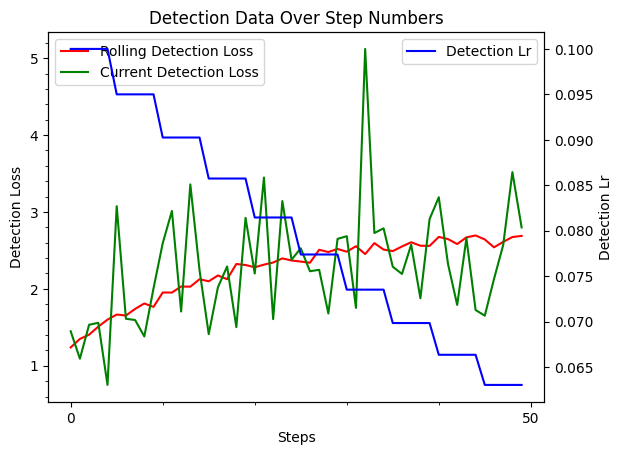 Detection Data Over Step Numbers
Rolling Detection Loss
Current Detection Loss
Detection Lr
5
4
3
2
1
Detection Loss
0.100
0.095
0.090
0.085
0.080
0.075
0.070
0.065
Detection Lr
0
50
Steps